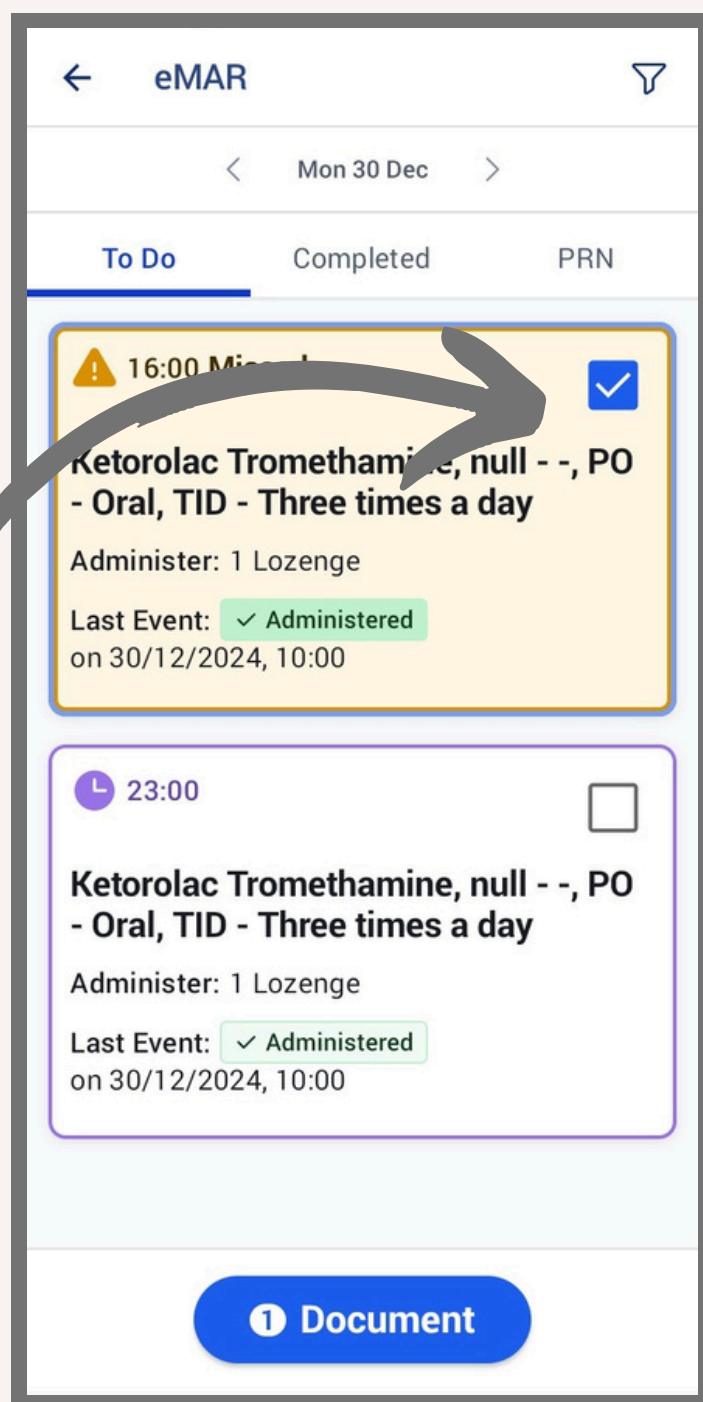 eMAR
Mon 30 Dec
To Do Completed PRN
16:00
Ketorolac Tromethamine, null - -, PO
- Oral, TID - Three times a day
Administer: 1 Lozenge
Last Event: ✓ Administered
on 30/12/2024, 10:00
23:00
Ketorolac Tromethamine, null - -, PO
- Oral, TID - Three times a day
Administer: 1 Lozenge
Last Event: ✓ Administered
on 30/12/2024, 10:00
1 Document